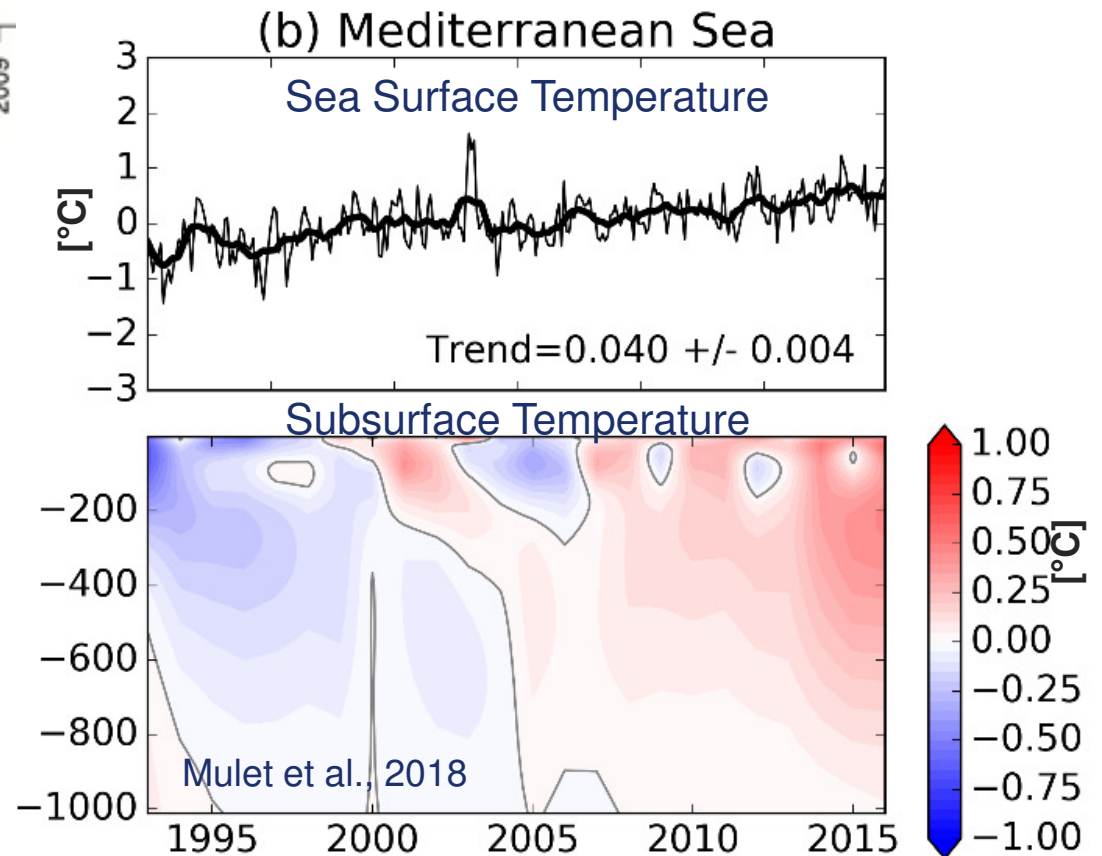 2009
(b) Mediterranean Sea
Sea Surface Temperature
3
2
1
0
−1
−2
−3
[°C]
Trend=0.040 +/- 0.004
Subsurface Temperature
−200
−400
−600
−800
−1000
Mulet et al., 2018
1995 2000 2005 2010 2015
1.00
0.75
0.50
0.25
0.00
−0.25
−0.50
−0.75
−1.00
[°C]